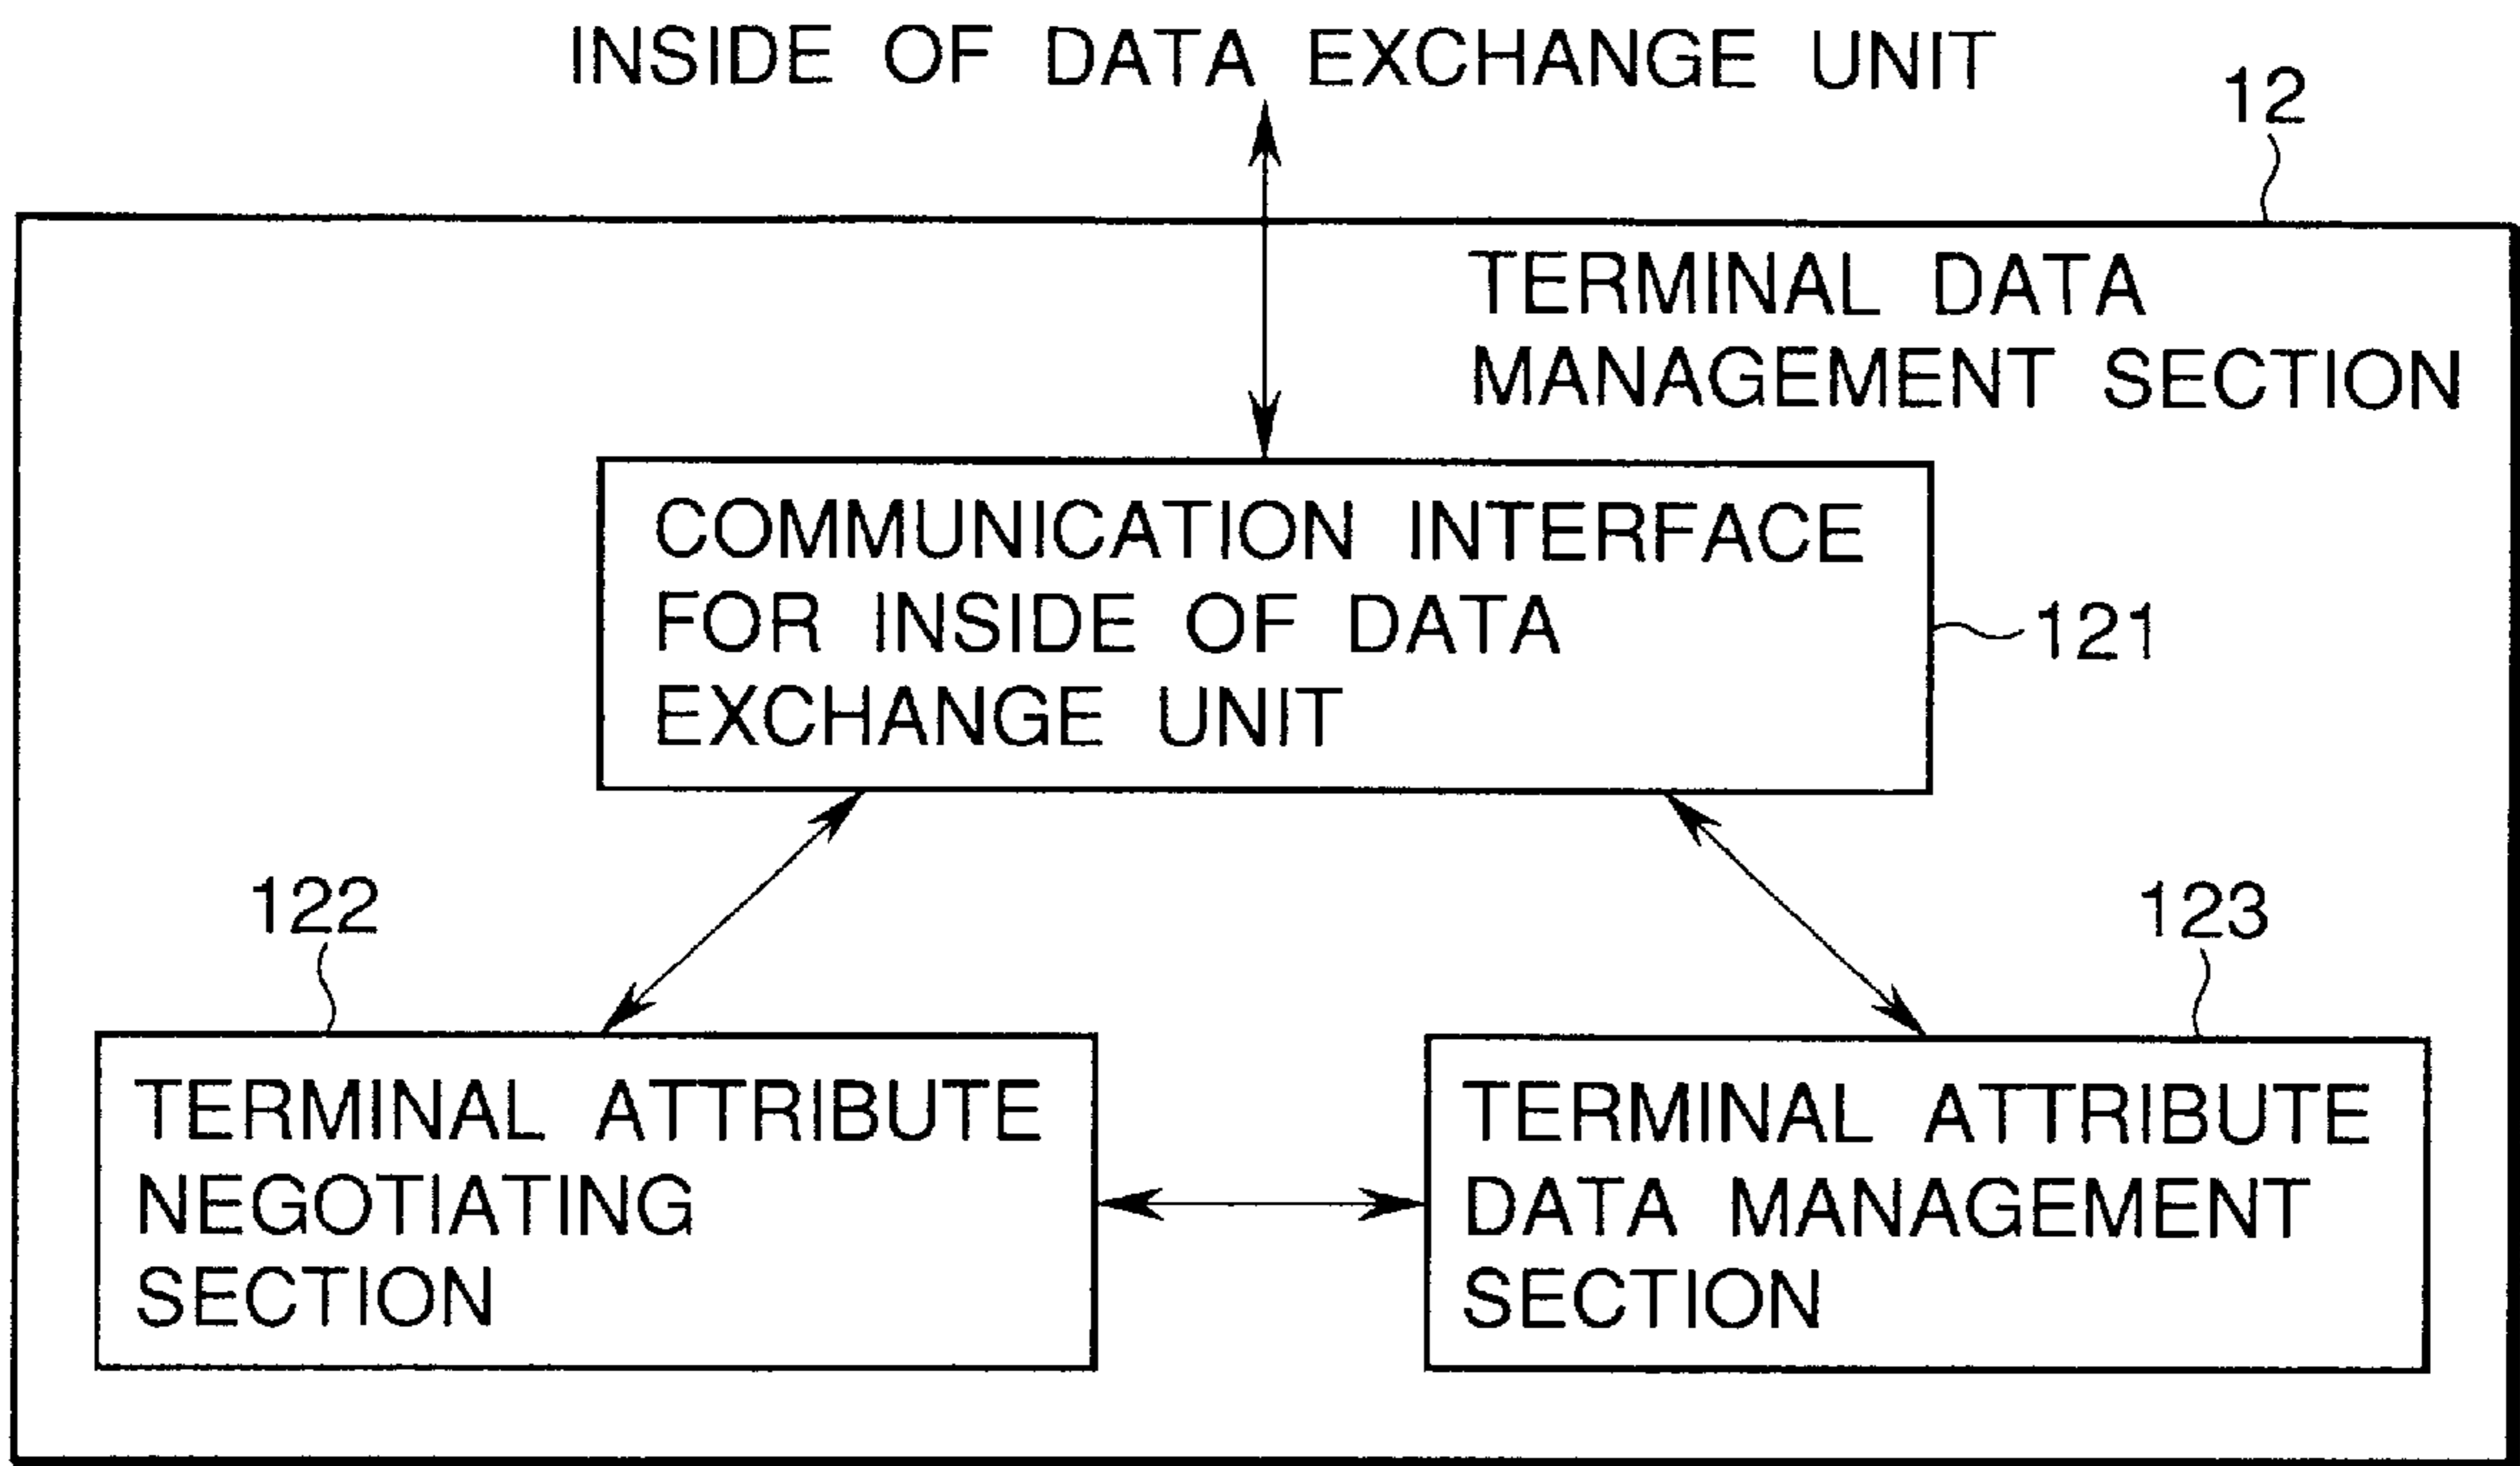 INSIDE OF DATA EXCHANGE UNIT
12
TERMINAL DATA
MANAGEMENT SECTION
COMMUNICATION INTERFACE
FOR INSIDE OF DATA
EXCHANGE UNIT
121
122
123
TERMINAL ATTRIBUTE
NEGOTIATING
SECTION
TERMINAL ATTRIBUTE
DATA MANAGEMENT
SECTION